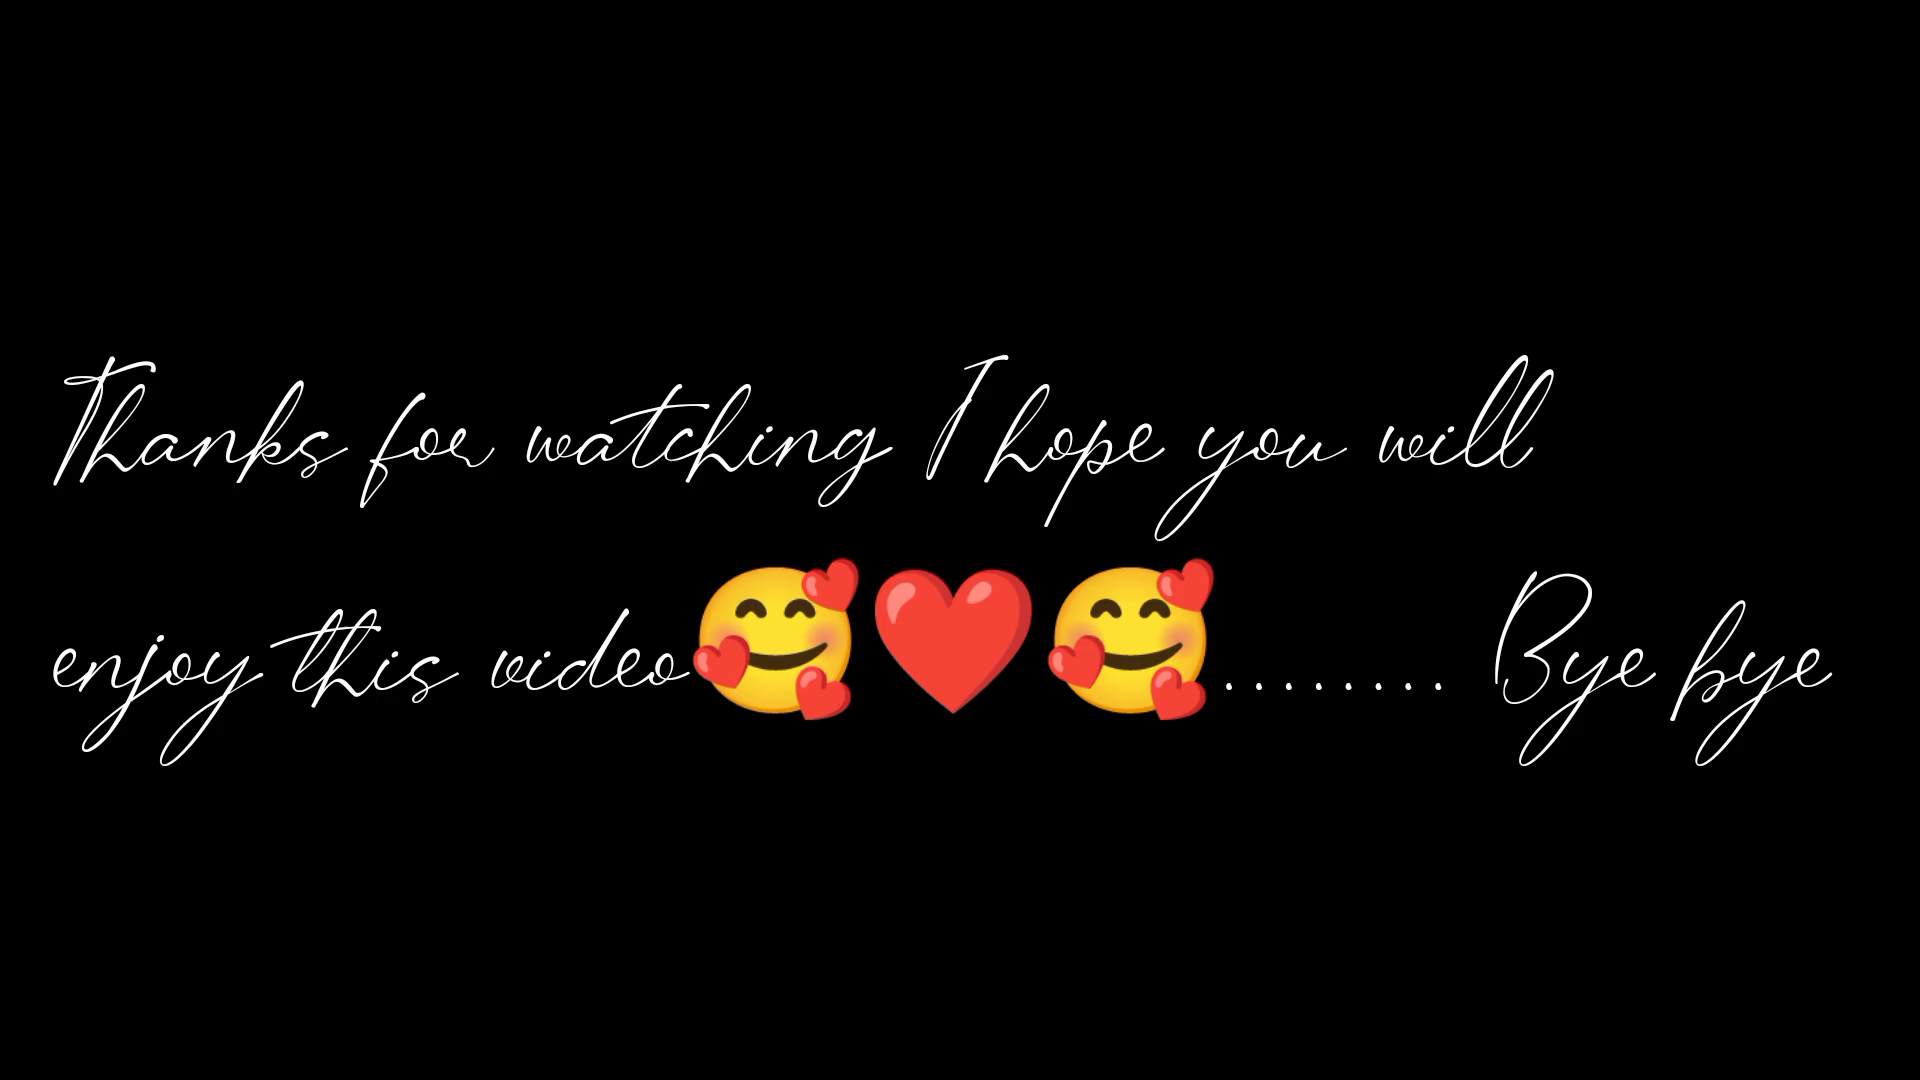 Thanks for watching I hope you will
enjoy this video🥰❤️🥰........ Bye bye